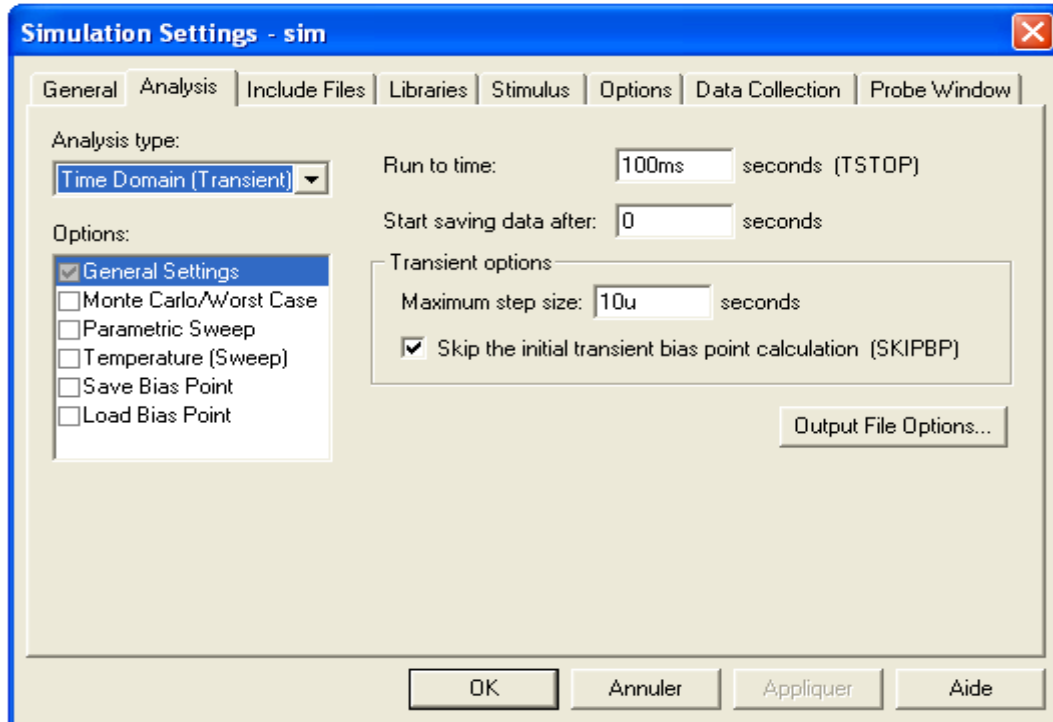 Simulation Settings - sim
General Analysis Include Files Libraries Stimulus Options Data Collection Probe Window
Analysis type:
Time Domain (Transient)
Options:
General Settings
Monte Carlo/Worst Case
Parametric Sweep
Temperature (Sweep)
Save Bias Point
Load Bias Point
Run to time: 100ms seconds (TSTOP)
Start saving data after: 0 seconds
Transient options
Maximum step size: 10u seconds
Skip the initial transient bias point calculation (SKIPBP)
Output File Options...
OK Annuler Appliquer Aide